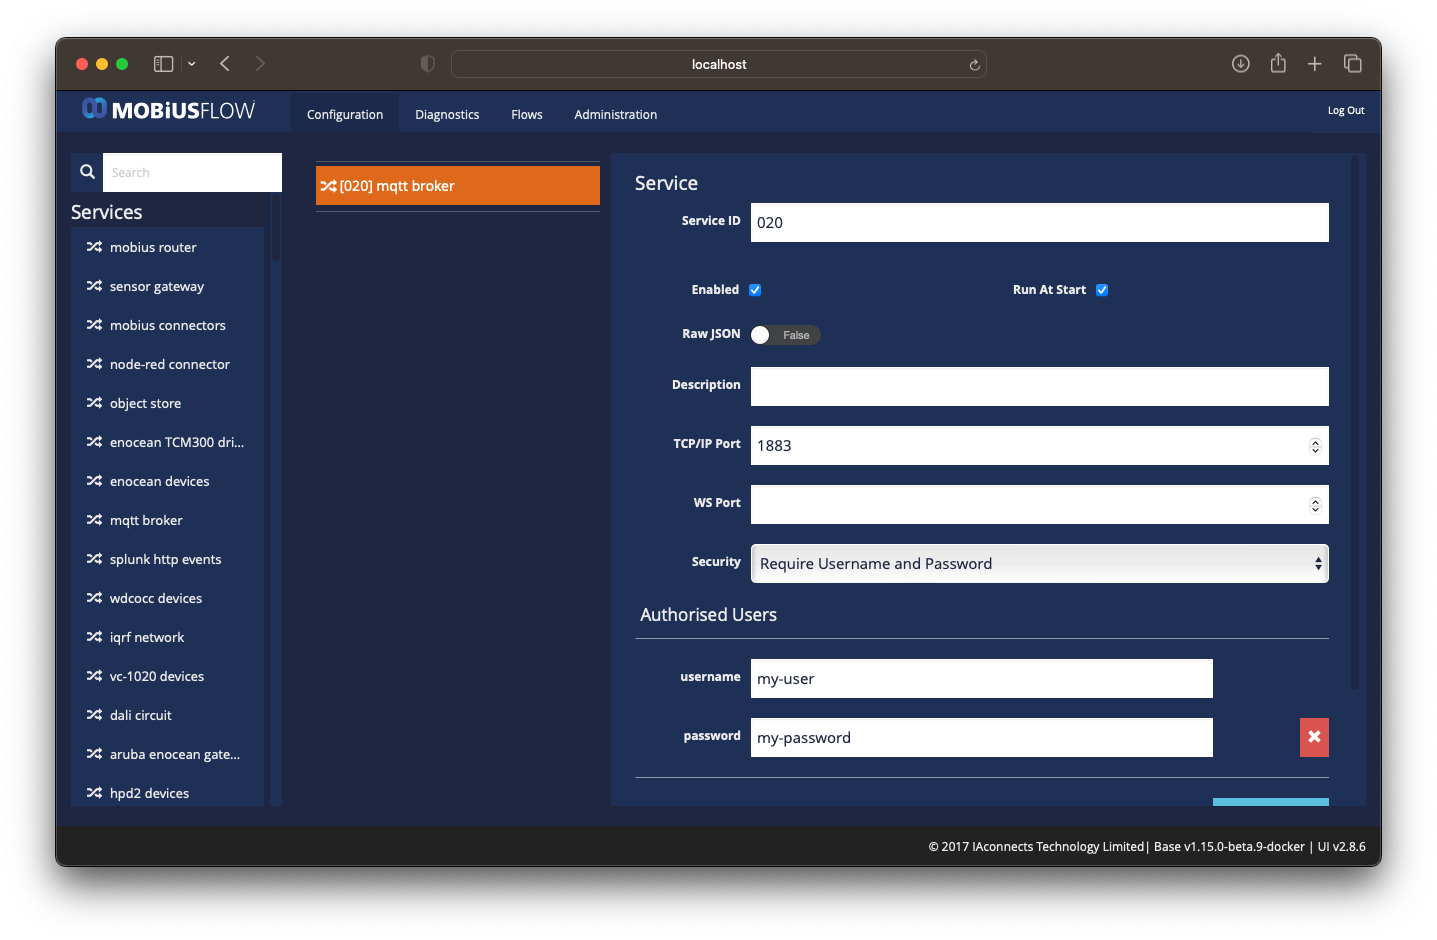 localhost
MOBiUSFLOW
Configuration Diagnostics Flows Administration
Log Out
Search
Services
mobius router
sensor gateway
mobius connectors
node-red connector
object store
enocean TCM300 dri...
enocean devices
mqtt broker
splunk http events
wdcocc devices
iqrf network
vc-1020 devices
dali circuit
aruba enocean gate...
hpd2 devices
[020] mqtt broker
Service
Service ID 020
Enabled Run At Start
Raw JSON False
Description
TCP/IP Port 1883
WS Port
Security Require Username and Password
Authorised Users
username my-user
password my-password
© 2017 IAconnects Technology Limited| Base v1.15.0-beta.9-docker | UI v2.8.6